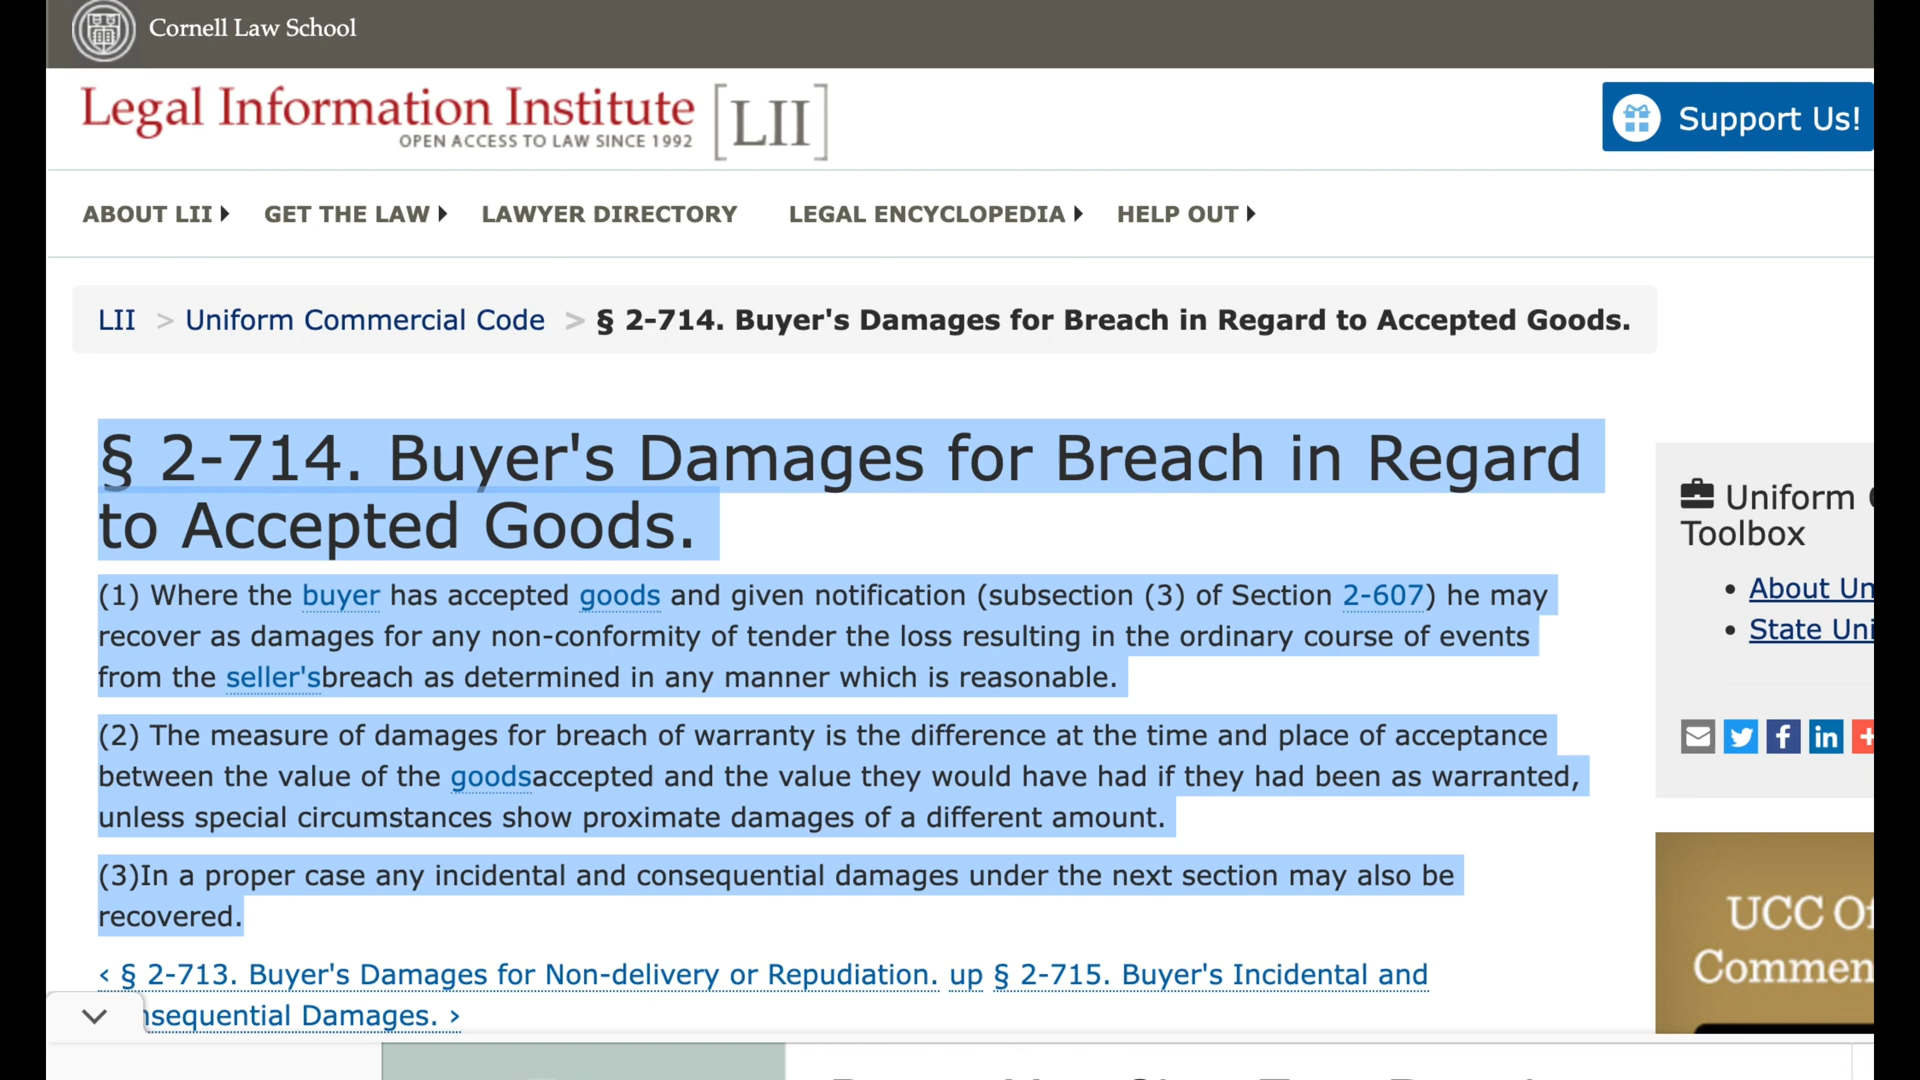 Cornell Law School
Legal Information Institute [LII]
OPEN ACCESS TO LAW SINCE 1992
Support Us!
ABOUT LII GET THE LAW LAWYER DIRECTORY LEGAL ENCYCLOPEDIA HELP OUT
LII > Uniform Commercial Code > § 2-714. Buyer's Damages for Breach in Regard to Accepted Goods.
§ 2-714. Buyer's Damages for Breach in Regard
to Accepted Goods.
(1) Where the buyer has accepted goods and given notification (subsection (3) of Section 2-607) he may
recover as damages for any non-conformity of tender the loss resulting in the ordinary course of events
from the seller'sbreach as determined in any manner which is reasonable.
(2) The measure of damages for breach of warranty is the difference at the time and place of acceptance
between the value of the goodsaccepted and the value they would have had if they had been as warranted,
unless special circumstances show proximate damages of a different amount.
(3)In a proper case any incidental and consequential damages under the next section may also be
recovered.
‹ § 2-713. Buyer's Damages for Non-delivery or Repudiation. up § 2-715. Buyer's Incidental and
nsequential Damages. ›
Uniform
Toolbox
• About Un
• State Uni
UCC Of
Commen